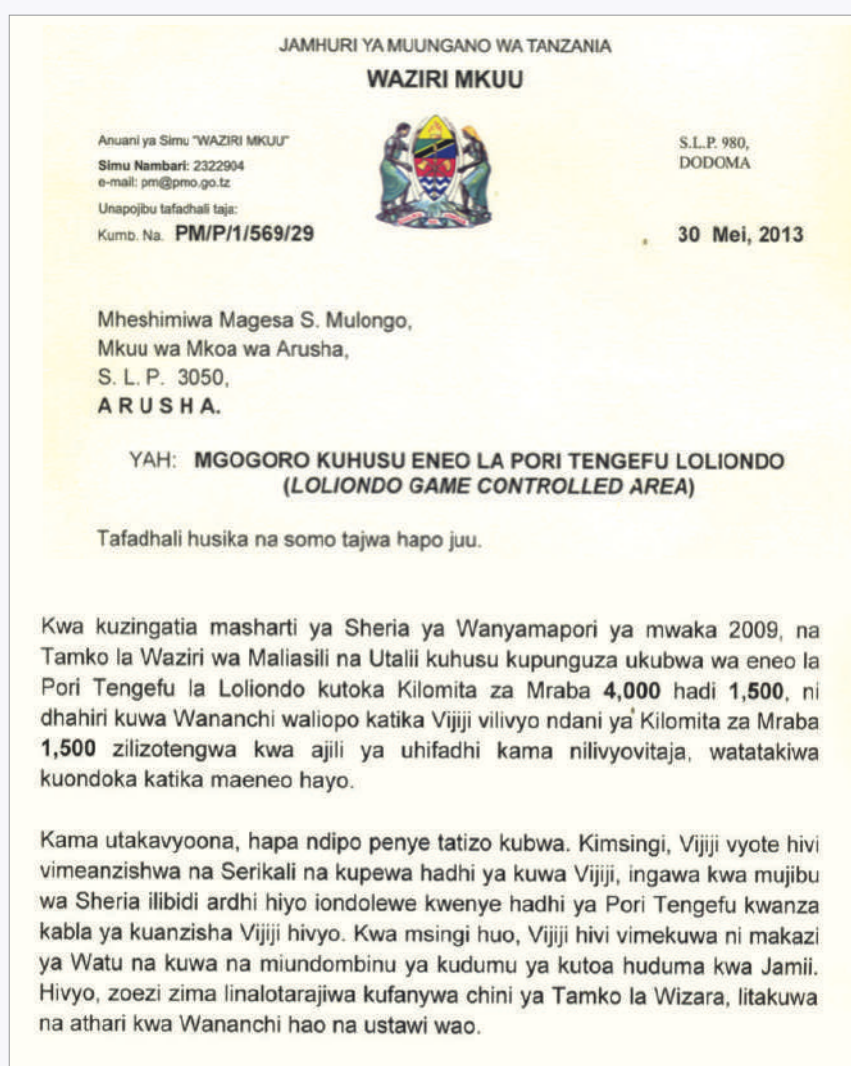 JAMHURI YA MUUNGANO WA TANZANIA
WAZIRI MKUU
Anuani ya Simu "WAZIRI MKUU"
Simu Nambari: 2322904
e-mail: pm@pmo.go.tz
Unapojibu tafadhali taja:
Kumb. Na. PM/P/1/569/29
S.L.P. 980,
DODOMA
30 Mei, 2013
Mheshimiwa Magesa S. Mulongo,
Mkuu wa Mkoa wa Arusha,
S. L. P. 3050,
A R U S H A.
YAH: MGOGORO KUHUSU ENEO LA PORI TENGEFU LOLIONDO
(LOLIONDO GAME CONTROLLED AREA)
Tafadhali husika na somo tajwa hapo juu.
Kwa kuzingatia masharti ya Sheria ya Wanyamapori ya mwaka 2009, na
Tamko la Waziri wa Maliasili na Utalii kuhusu kupunguza ukubwa wa eneo la
Pori Tengefu la Loliondo kutoka Kilomita za Mraba 4,000 hadi 1,500, ni
dhahiri kuwa Wananchi waliopo katika Vijiji vilivyo ndani ya Kilomita za Mraba
1,500 zilizotengwa kwa ajili ya uhifadhi kama nilivyovitaja, watatakiwa
kuondoka katika maeneo hayo.
Kama utakavyoona, hapa ndipo penye tatizo kubwa. Kimsingi, Vijiji vyote hivi
vimeanzishwa na Serikali na kupewa hadhi ya kuwa Vijiji, ingawa kwa mujibu
wa Sheria ilibidi ardhi hiyo iondolewe kwenye hadhi ya Pori Tengefu kwanza
kabla ya kuanzisha Vijiji hivyo. Kwa msingi huo, Vijiji hivi vimekuwa ni makazi
ya Watu na kuwa na miundombinu ya kudumu ya kutoa huduma kwa Jamii.
Hivyo, zoezi zima linalotarajiwa kufanywa chini ya Tamko la Wizara, litakuwa
na athari kwa Wananchi hao na ustawi wao.